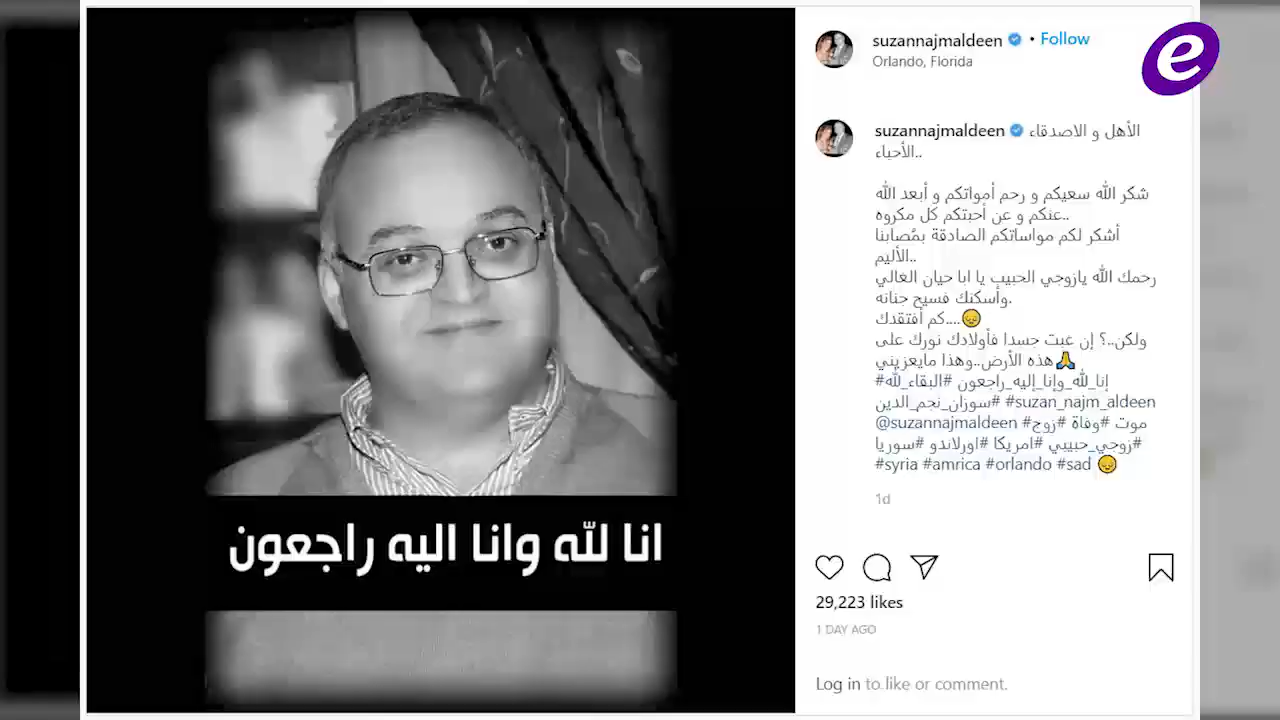 suzannajmaldeen • Follow
Orlando, Florida
e
suzannajmaldeen الأهل و الاصدقاء
الأحياء..
شكر الله سعيكم و رحم أمواتكم و أبعد الله
عنكم و عن أحبتكم كل مكروه..
أشكر لكم مواساتكم الصادقة بمُصابنا
الأليم..
رحمك الله يازوجي الحبيب يا ابا حيان الغالي
وأسكنك فسيح جنانه.
كم أفتقدك....😞
ولكن..؟ إن غبت جسدا فأولادك نورك على
هذه الأرض..وهذا مايعزيني🙏
#إنا_لله_وإنا_إليه_راجعون #البقاء_لله
#سوزان_نجم_الدين #suzan_najm_aldeen
@suzannajmaldeen #موت #وفاة #زوج
#زوجي_حبيبي #امريكا #اورلاندو #سوريا
#syria #amrica #orlando #sad 😞
1d
29,223 likes
1 DAY AGO
Log in to like or comment.
انا لله وانا اليه راجعون